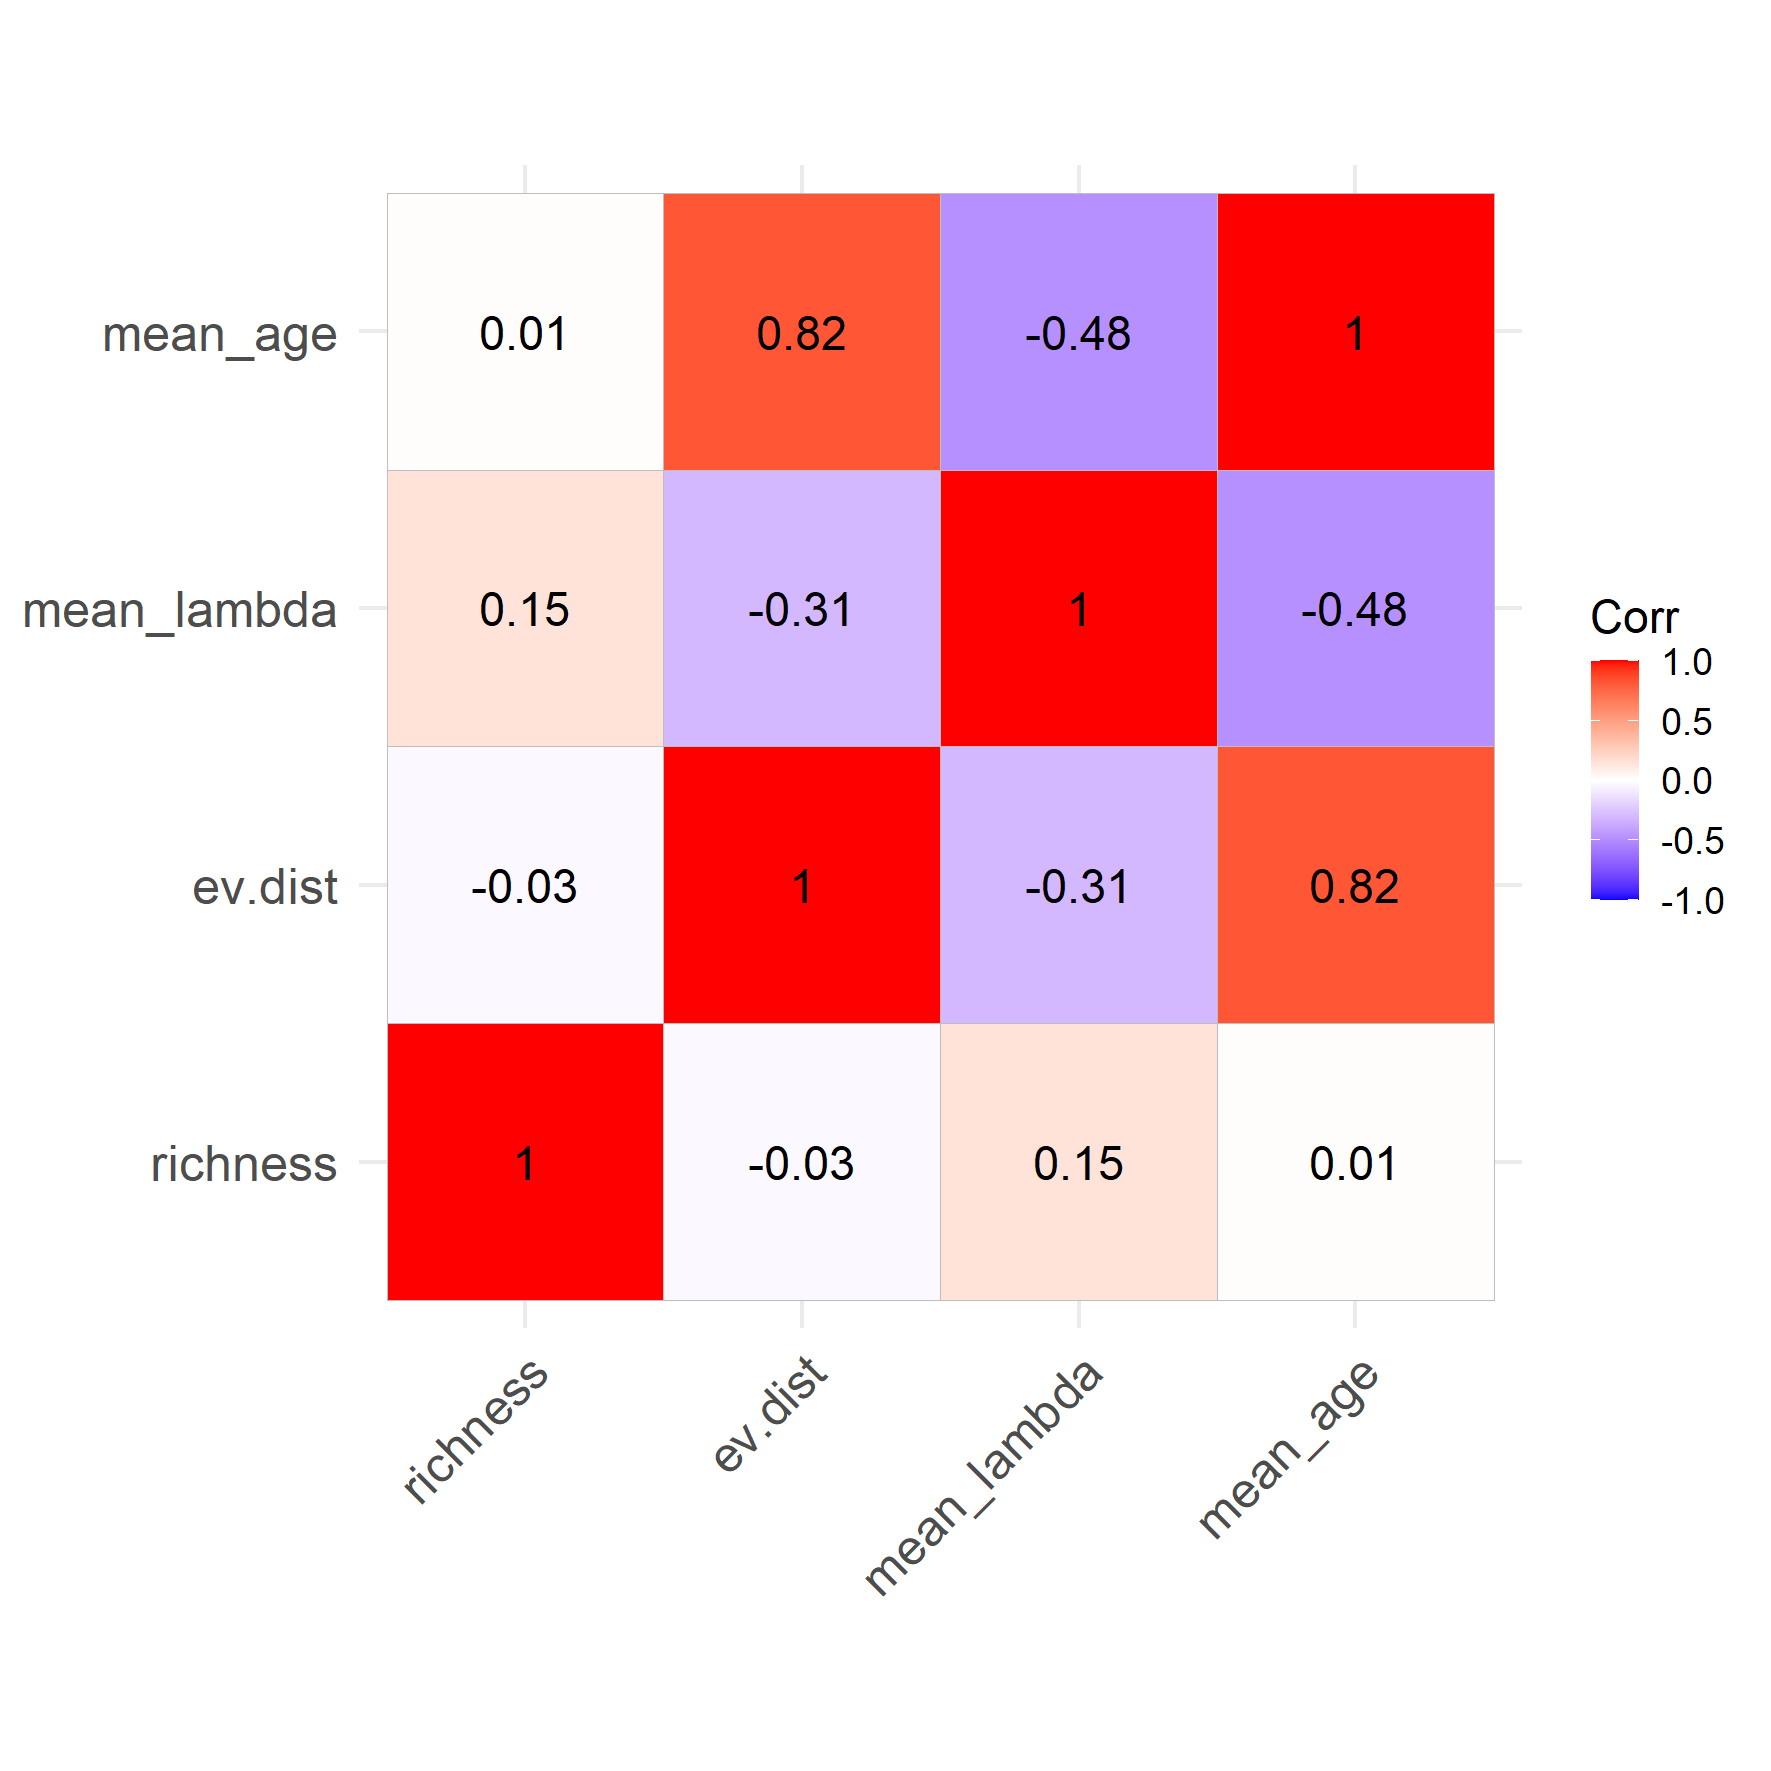 mean_age 0.01 0.82 -0.48 1
mean_lambda 0.15 -0.31 1 -0.48
ev.dist -0.03 1 -0.31 0.82
richness 1 -0.03 0.15 0.01
richness ev.dist mean_lambda mean_age
Corr
1.0
0.5
0.0
-0.5
-1.0